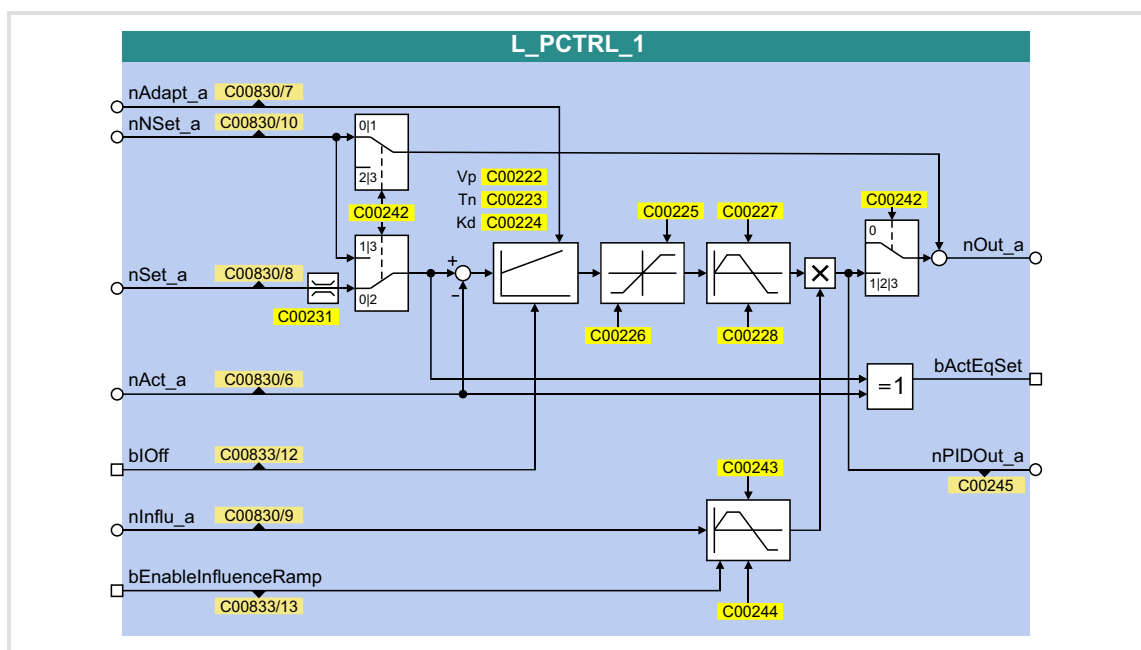 L_PCTRL_1
nAdapt_a C00830/7
nNSet_a C00830/10
0|1
2|3
C00242
Vp C00222
Tn C00223
Kd C00224
C00225
C00227
C00242
nSet_a C00830/8
C00231
1|3
0|2
+
-
C00226
C00228
×
0
1|2|3
nOut_a
nAct_a C00830/6
=1
bActEqSet
bIOff C00833/12
nPIDOut_a
C00245
C00243
nInflu_a C00830/9
bEnableInfluenceRamp
C00833/13
C00244